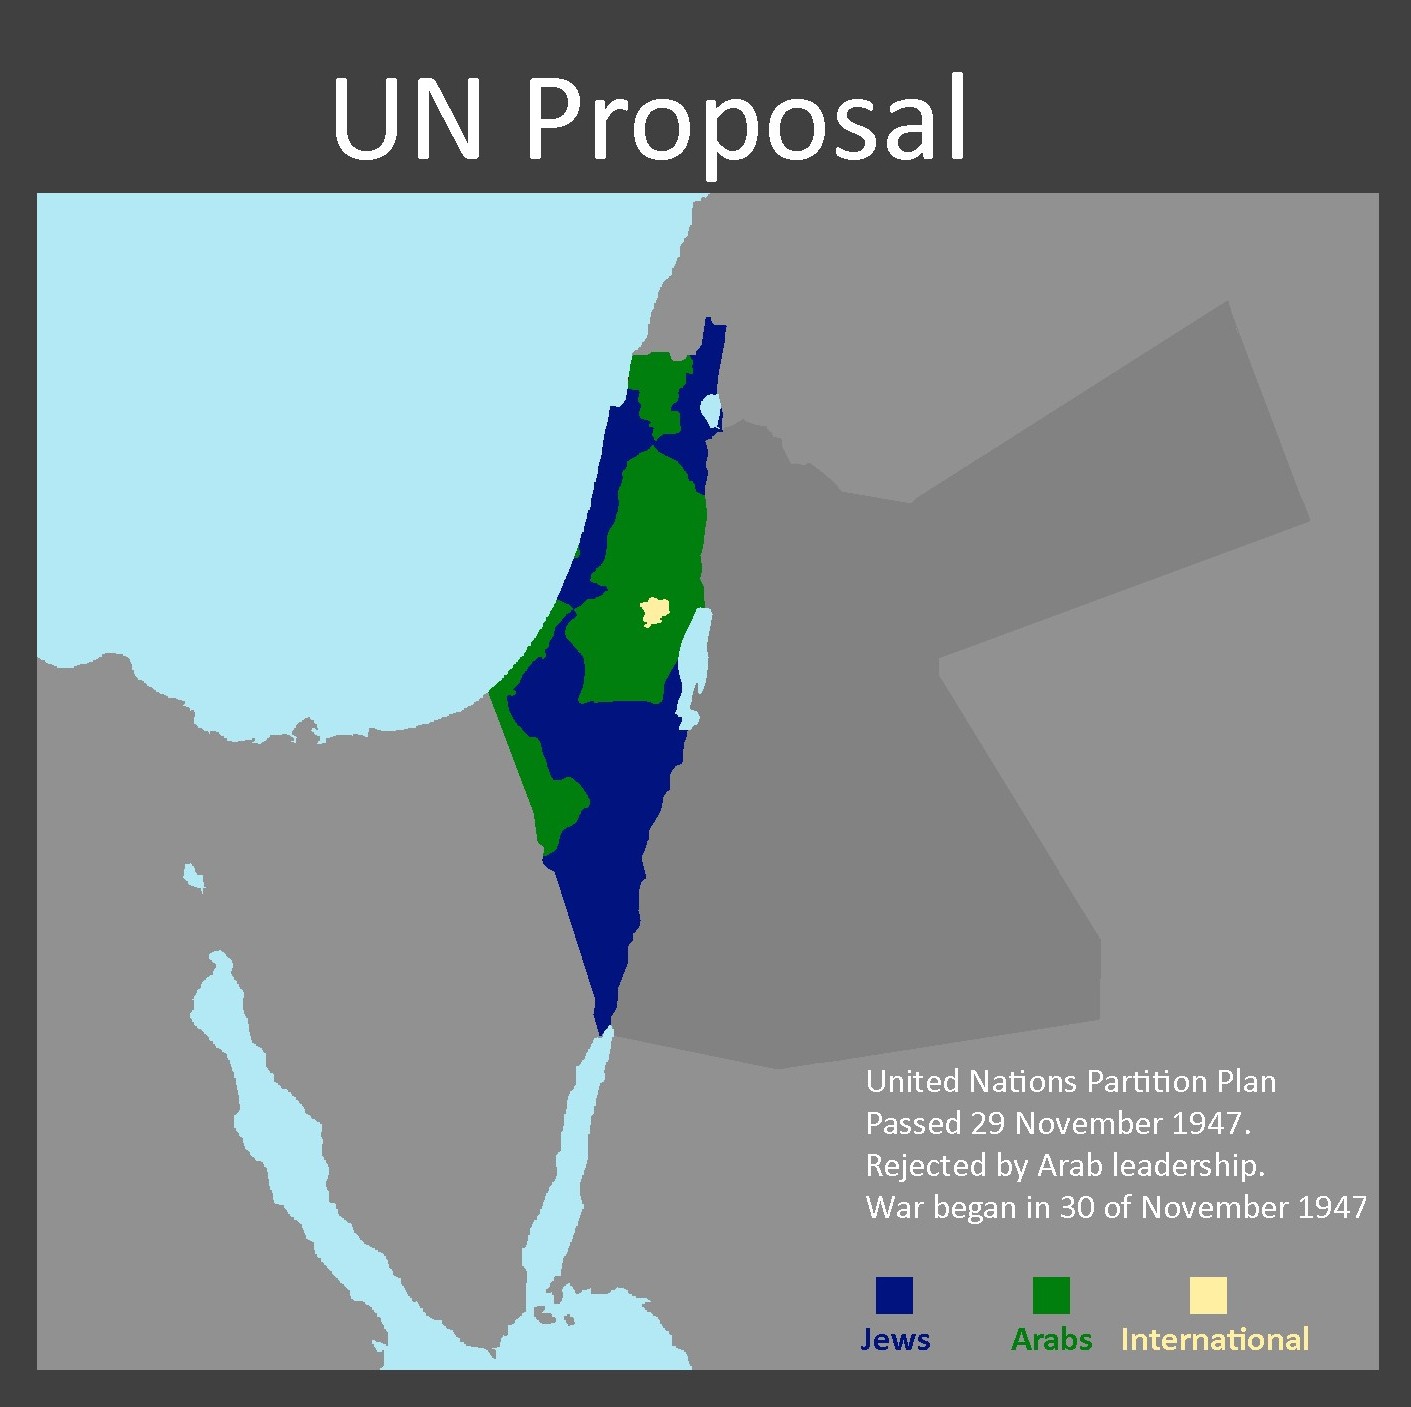 UN Proposal
United Nations Partition Plan
Passed 29 November 1947.
Rejected by Arab leadership.
War began in 30 of November 1947
Jews
Arabs
International